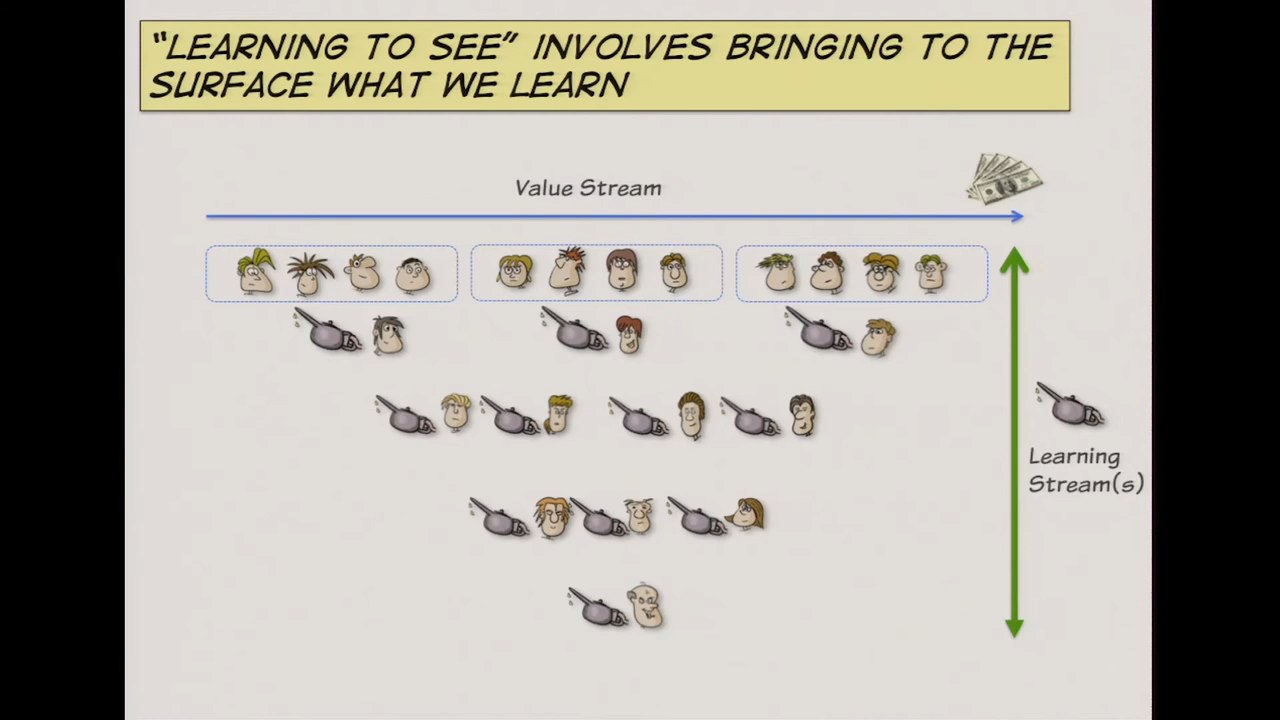 “LEARNING TO SEE” INVOLVES BRINGING TO THE
SURFACE WHAT WE LEARN
Value Stream
Learning
Stream(s)